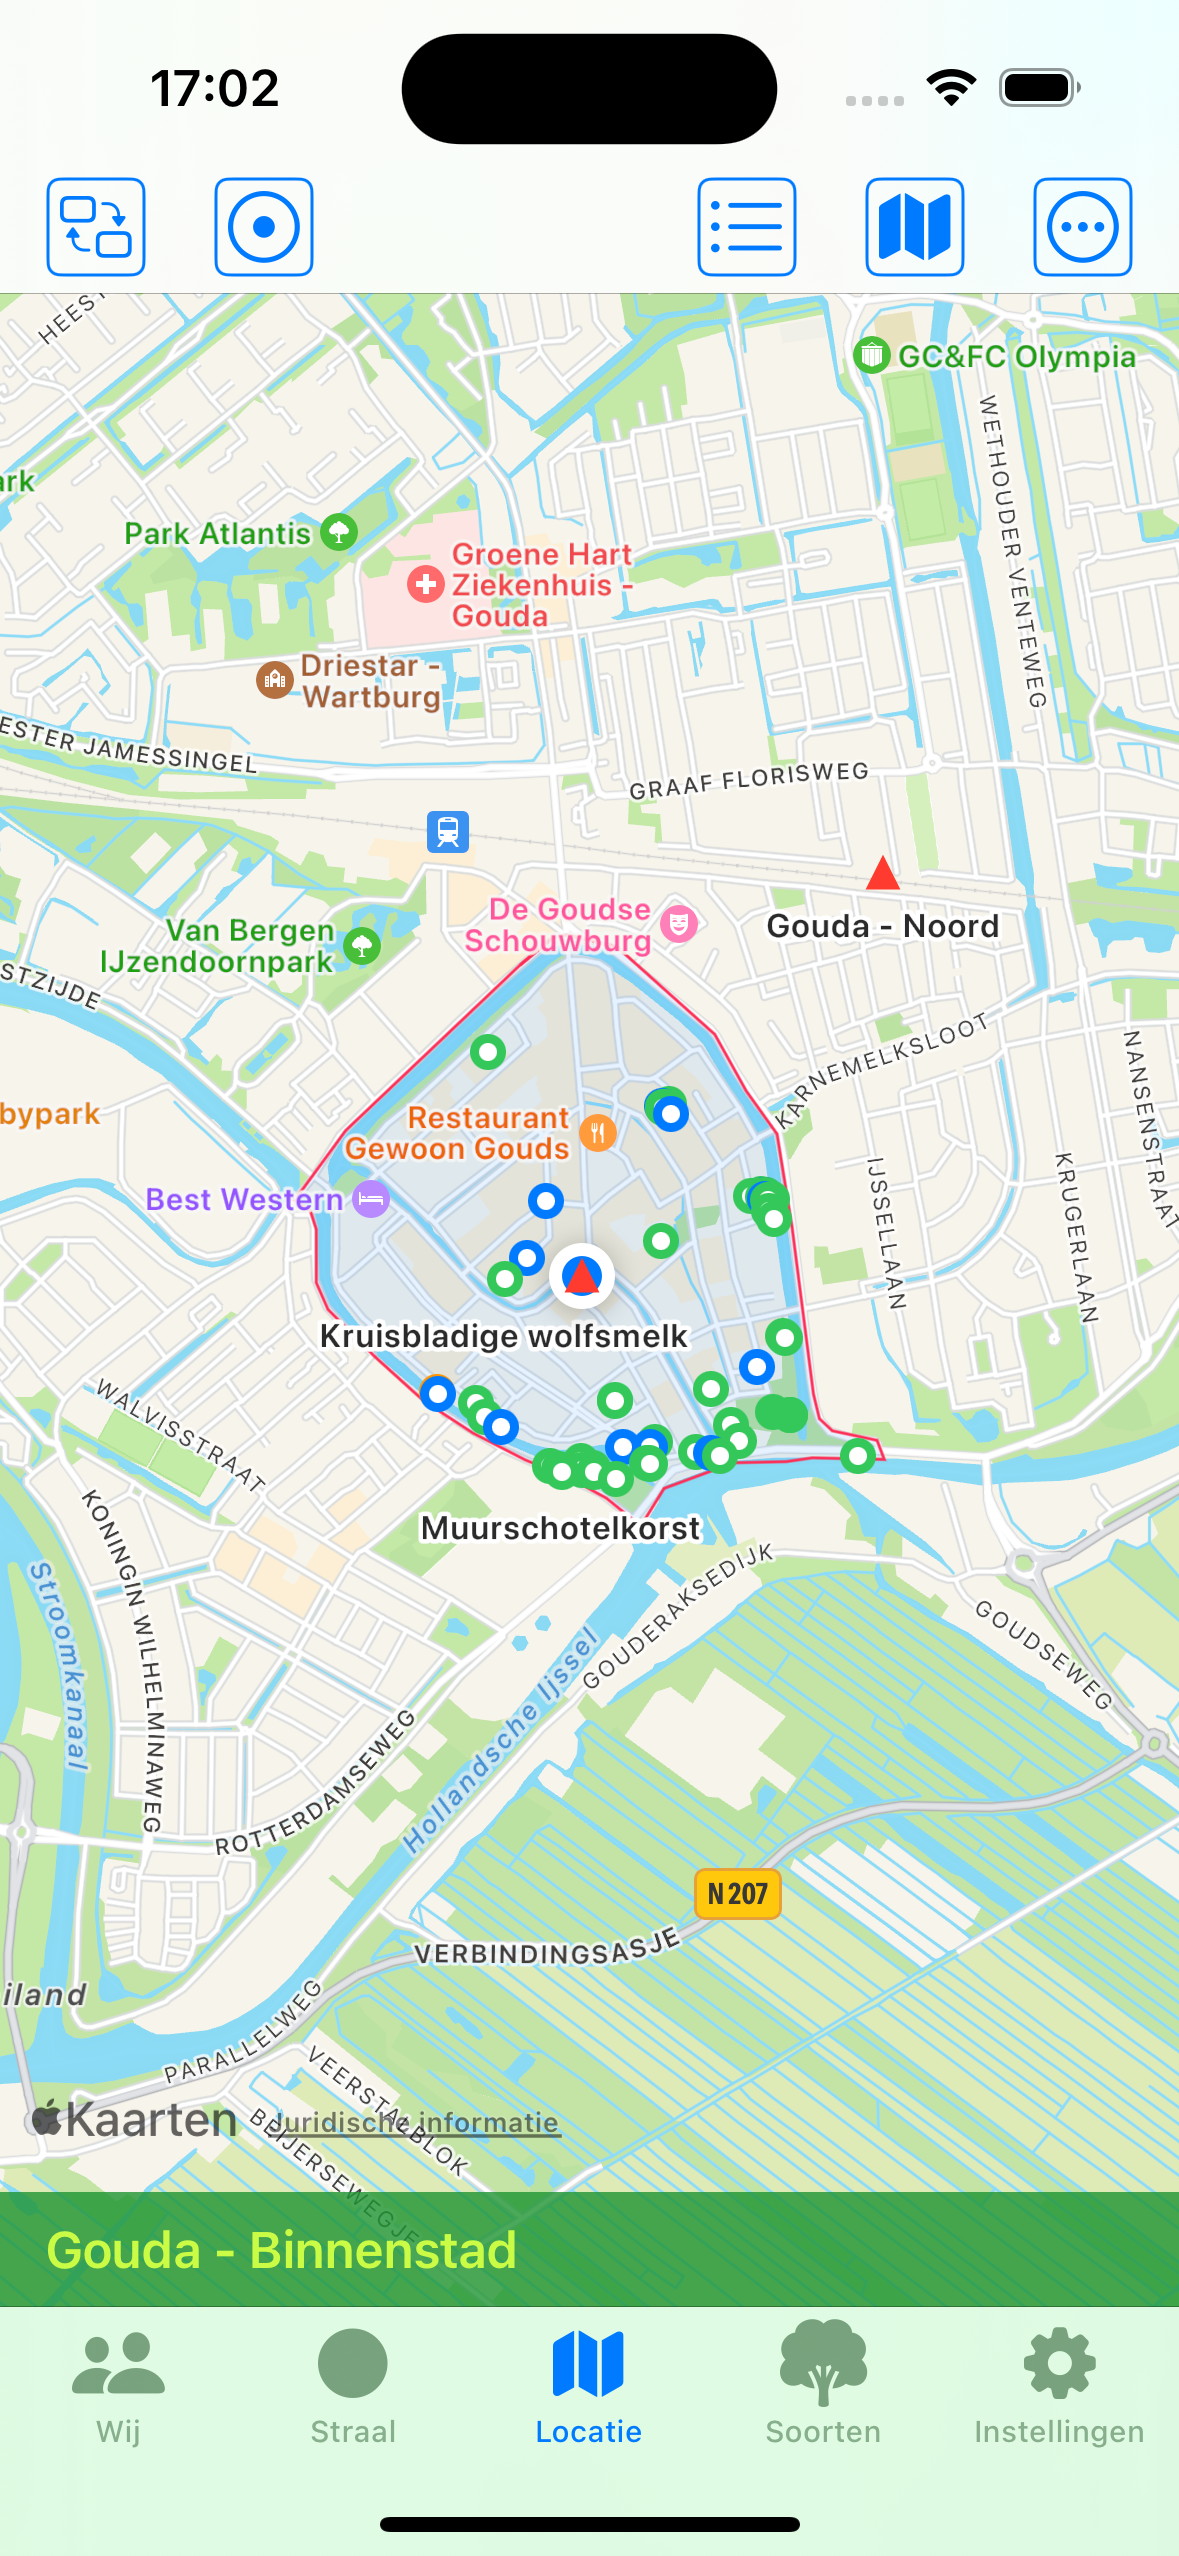 17:02
HEEST
GC&FC Olympia
WETHOUDER VENTEWEG
ark
Park Atlantis
Groene Hart
Ziekenhuis -
Gouda
Driestar -
Wartburg
ESTER JAMESSINGEL
GRAAF FLORISWEG
De Goudse
Schouwburg
Gouda - Noord
Van Bergen
IJzendoornpark
STZIJDE
KARNEMELKSLOOT
NANSENSTRAAT
bypark
Restaurant
Gewoon Gouds
Best Western
IJSSELLAAN
KRUGERLAAN
Kruisbladige wolfsmelk
WALVISSTRAAT
Muurschotelkorst
KONINGIN WILHELMINAWEG
Stroomkanaal
GOUDERAKSEDIJK
GOUDSEWEG
Hollandsche Ijssel
ROTTERDAMSEWEG
N207
VERBINDINGSASJE
iland
PARALLELWEG
VEERSTALBLOK
Kaarten
Juridische informatie
BEIJERSEWEGJE
Gouda - Binnenstad
Wij
Straal
Locatie
Soorten
Instellingen